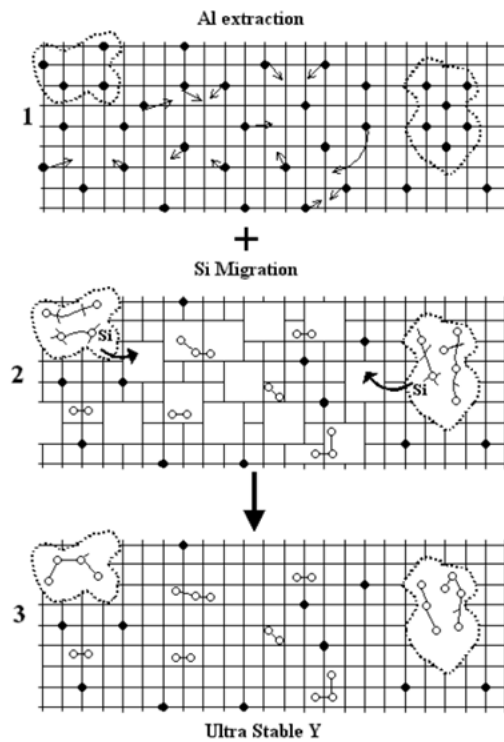 Al extraction
1
+
Si Migration
Si
2
Si
3
Ultra Stable Y